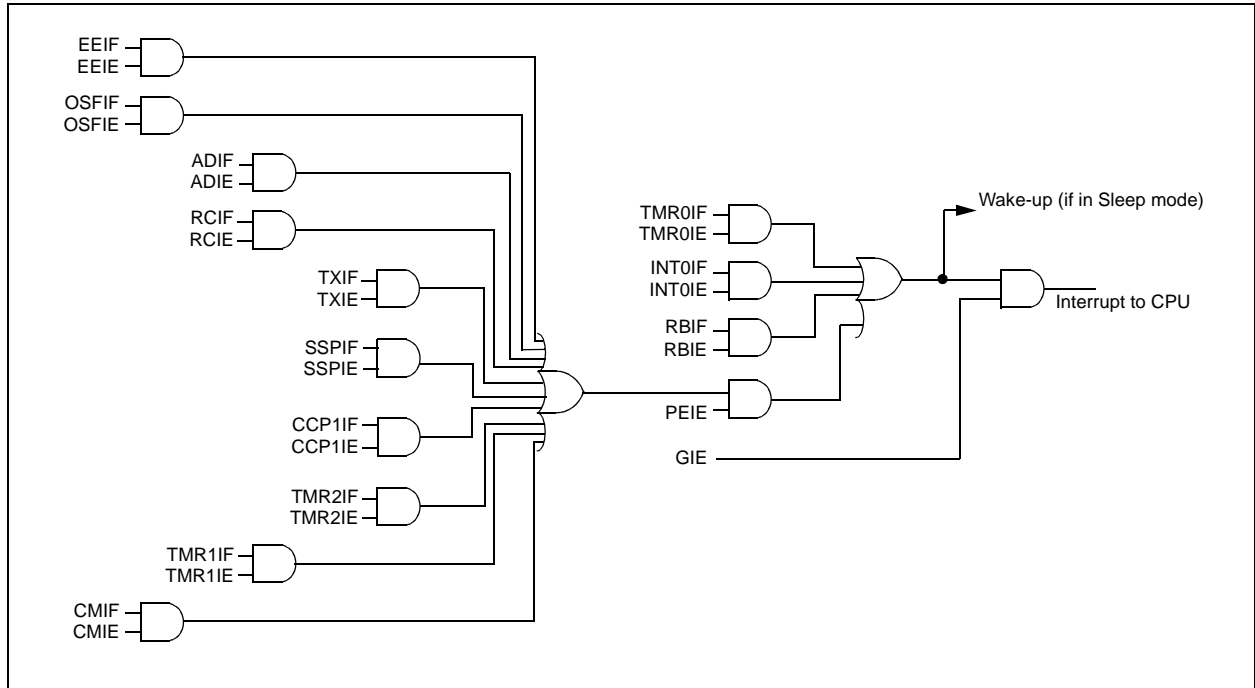 EEIF
EEIE
OSFIF
OSFIE
ADIF
ADIE
RCIF
RCIE
TXIF
TXIE
SSPIF
SSPIE
CCP1IF
CCP1IE
TMR2IF
TMR2IE
TMR1IF
TMR1IE
CMIF
CMIE
TMR0IF
TMR0IE
INT0IF
INT0IE
RBIF
RBIE
PEIE
GIE
Wake-up (if in Sleep mode)
Interrupt to CPU